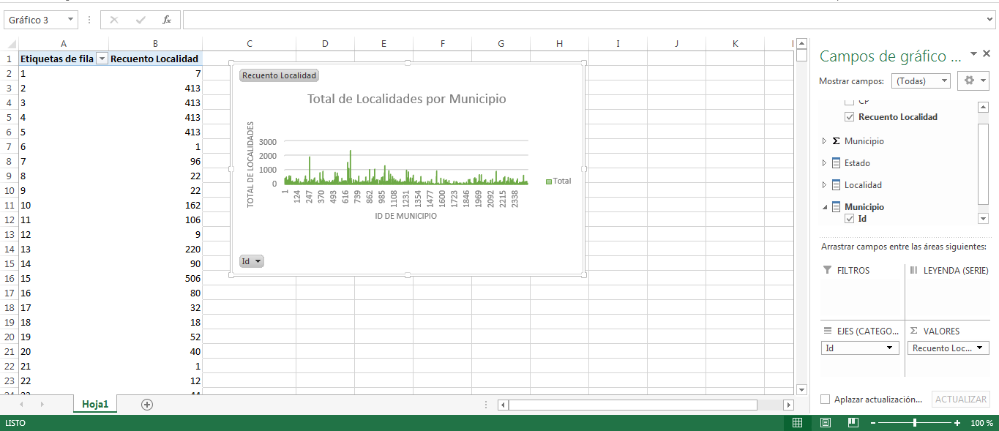 Gráfico 3
fx
A B C D E F G H I J K
1 Etiquetas de fila Recuento Localidad
2 1 7
3 2 413
4 3 413
5 4 413
6 5 413
7 6 1
8 7 96
9 8 22
10 9 22
11 10 162
12 11 106
13 12 9
14 13 220
15 14 90
16 15 506
17 16 80
18 17 32
19 18 18
20 19 52
21 20 40
22 21 1
23 22 12
24 23 44
Recuento Localidad
Total de Localidades por Municipio
TOTAL DE LOCALIDADES
3000
2000
1000
0
1 124 247 370 493 616 739 862 985 1108 1231 1354 1477 1600 1723 1846 1969 2092 2215 2338
ID DE MUNICIPIO
Total
Id
Campos de gráfico ...
Mostrar campos: (Todas)
CP
Recuento Localidad
Σ Municipio
Estado
Localidad
Municipio
Id
Arrastrar campos entre las áreas siguientes:
FILTROS
LEYENDA (SERIE)
EJES (CATEGO...
Σ VALORES
Id
Recuento Loc...
Hoja1
Aplazar actualización...
ACTUALIZAR
LISTO
100 %